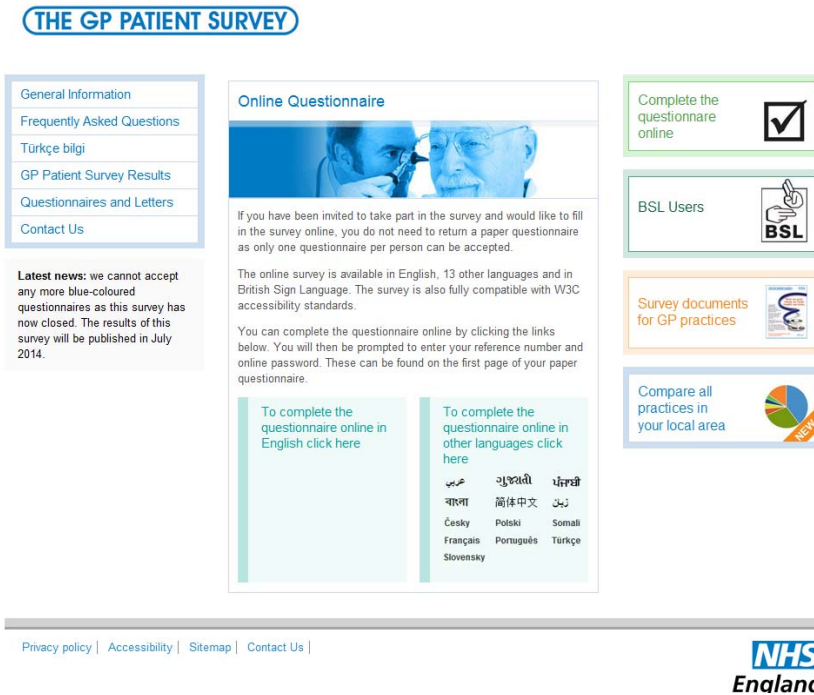 THE GP PATIENT SURVEY
General Information
Frequently Asked Questions
Türkçe bilgi
GP Patient Survey Results
Questionnaires and Letters
Contact Us
Latest news: we cannot accept
any more blue-coloured
questionnaires as this survey has
now closed. The results of this
survey will be published in July
2014.
Online Questionnaire
If you have been invited to take part in the survey and would like to fill
in the survey online, you do not need to return a paper questionnaire
as only one questionnaire per person can be accepted.
The online survey is available in English, 13 other languages and in
British Sign Language. The survey is also fully compatible with W3C
accessibility standards.
You can complete the questionnaire online by clicking the links
below. You will then be prompted to enter your reference number and
online password. These can be found on the first page of your paper
questionnaire.
To complete the
questionnaire online in
English click here
To complete the
questionnaire online in
other languages click
here
عربي ગુજરાતી ਪੰਜਾਬੀ
বাংলা 简体中文 زبان
Česky Polski Somali
Français Português Türkçe
Slovensky
Complete the
questionnare
online
BSL Users
BSL
Survey documents
for GP practices
Compare all
practices in
your local area
NEW
Privacy policy | Accessibility | Sitemap | Contact Us |
NHS
England